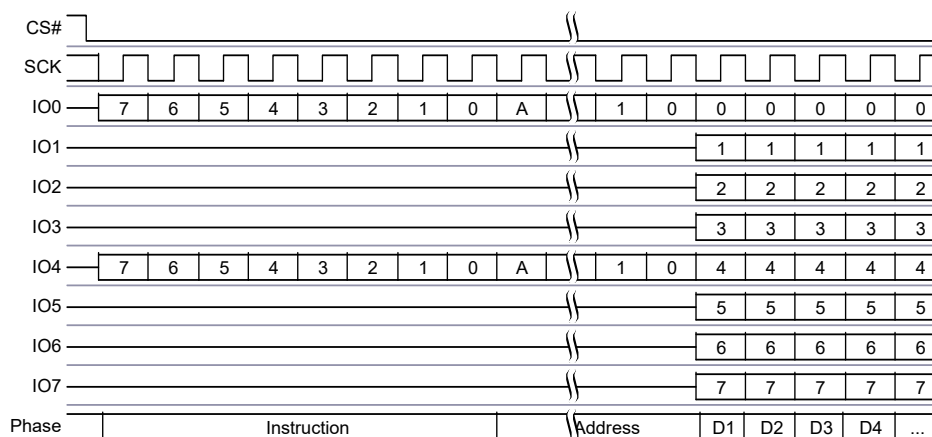 CS#
SCK
IO0 7 6 5 4 3 2 1 0 A 1 0 0 0 0 0 0
IO1 1 1 1 1 1
IO2 2 2 2 2 2
IO3 3 3 3 3 3
IO4 7 6 5 4 3 2 1 0 A 1 0 4 4 4 4 4
IO5 5 5 5 5 5
IO6 6 6 6 6 6
IO7 7 7 7 7 7
Phase Instruction Address D1 D2 D3 D4 ...